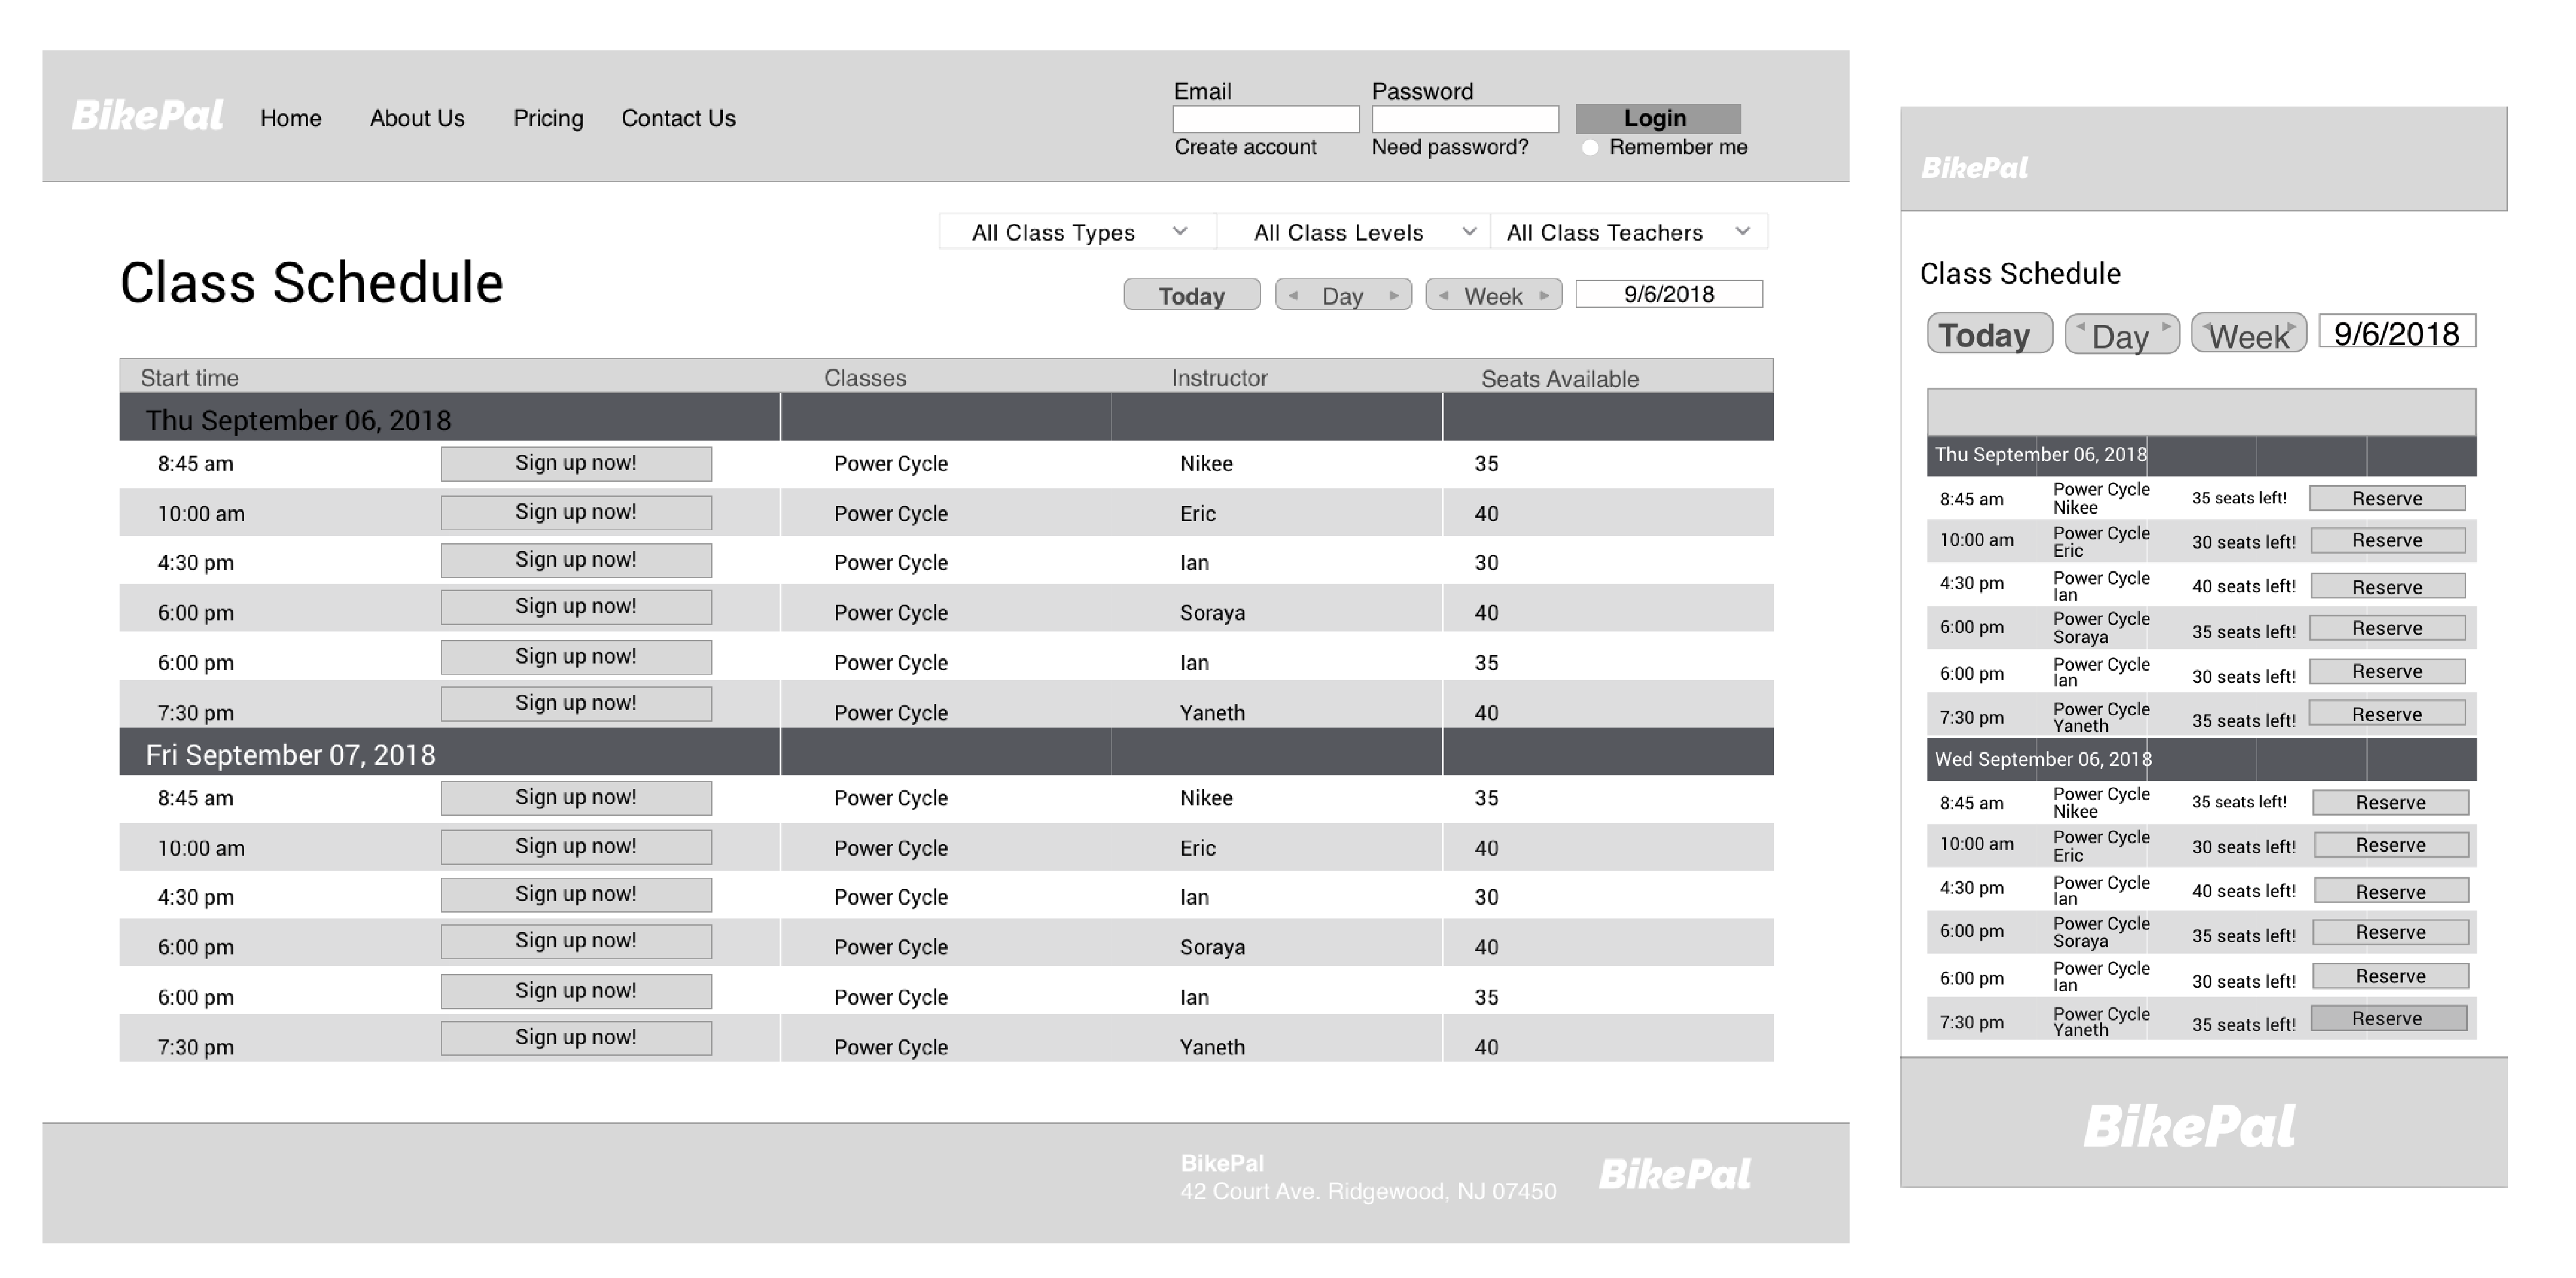 BikePal Home About Us Pricing Contact Us
Email Password
Login
Create account Need password? Remember me
All Class Types All Class Levels All Class Teachers
Class Schedule
Today Day Week 9/6/2018
Start time Classes Instructor Seats Available
Thu September 06, 2018
8:45 am Sign up now! Power Cycle Nikee 35
10:00 am Sign up now! Power Cycle Eric 40
4:30 pm Sign up now! Power Cycle Ian 30
6:00 pm Sign up now! Power Cycle Soraya 40
6:00 pm Sign up now! Power Cycle Ian 35
7:30 pm Sign up now! Power Cycle Yaneth 40
Fri September 07, 2018
8:45 am Sign up now! Power Cycle Nikee 35
10:00 am Sign up now! Power Cycle Eric 40
4:30 pm Sign up now! Power Cycle Ian 30
6:00 pm Sign up now! Power Cycle Soraya 40
6:00 pm Sign up now! Power Cycle Ian 35
7:30 pm Sign up now! Power Cycle Yaneth 40
BikePal
42 Court Ave. Ridgewood, NJ 07450
BikePal
BikePal
Class Schedule
Today Day Week 9/6/2018
Thu September 06, 2018
8:45 am Power Cycle Nikee 35 seats left! Reserve
10:00 am Power Cycle Eric 30 seats left! Reserve
4:30 pm Power Cycle Ian 40 seats left! Reserve
6:00 pm Power Cycle Soraya 35 seats left! Reserve
6:00 pm Power Cycle Ian 30 seats left! Reserve
7:30 pm Power Cycle Yaneth 35 seats left! Reserve
Wed September 06, 2018
8:45 am Power Cycle Nikee 35 seats left! Reserve
10:00 am Power Cycle Eric 30 seats left! Reserve
4:30 pm Power Cycle Ian 40 seats left! Reserve
6:00 pm Power Cycle Soraya 35 seats left! Reserve
6:00 pm Power Cycle Ian 30 seats left! Reserve
7:30 pm Power Cycle Yaneth 35 seats left! Reserve
BikePal